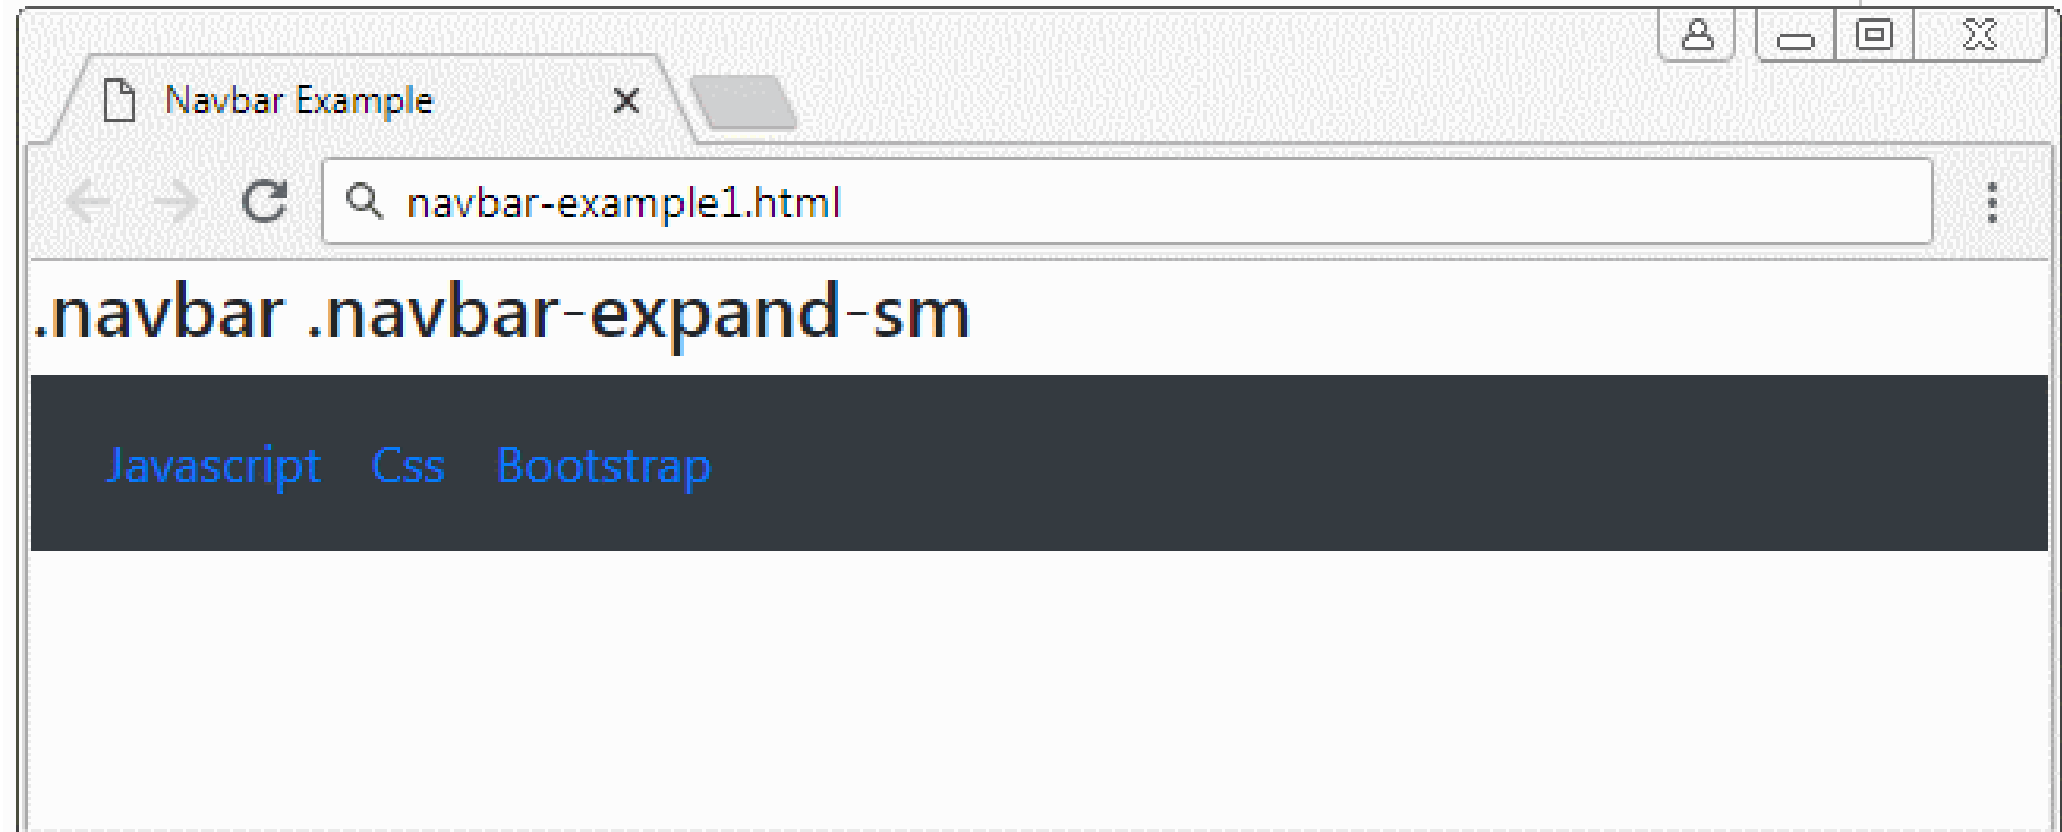 Navbar Example
navbar-example1.html
.navbar .navbar-expand-sm
Javascript Css Bootstrap